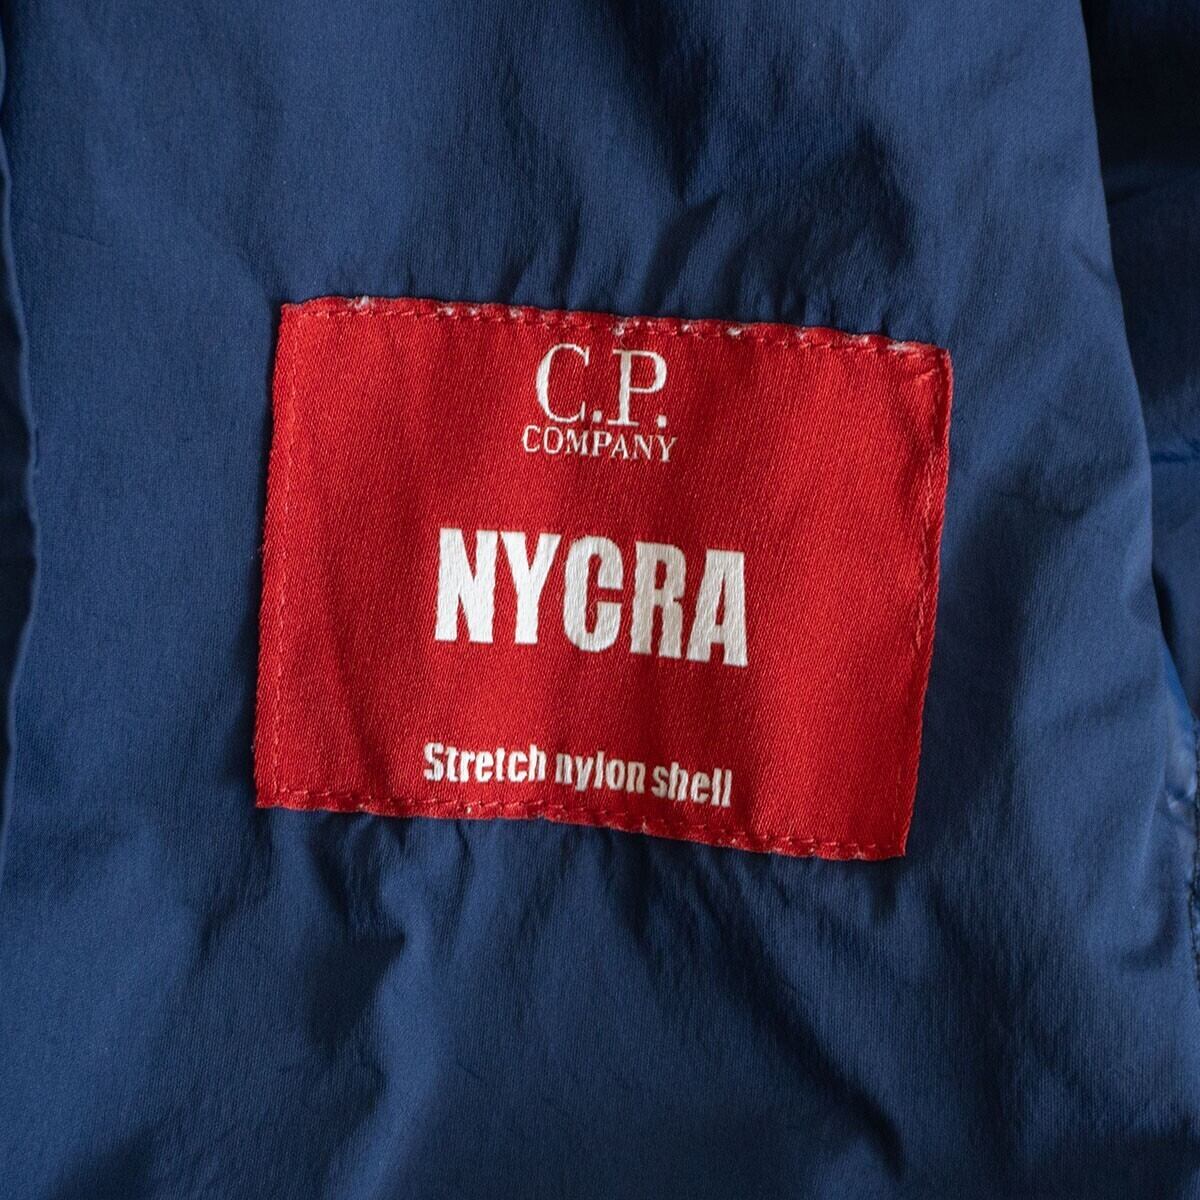 C.P.
COMPANY
NYCRA
Stretch nylon shell